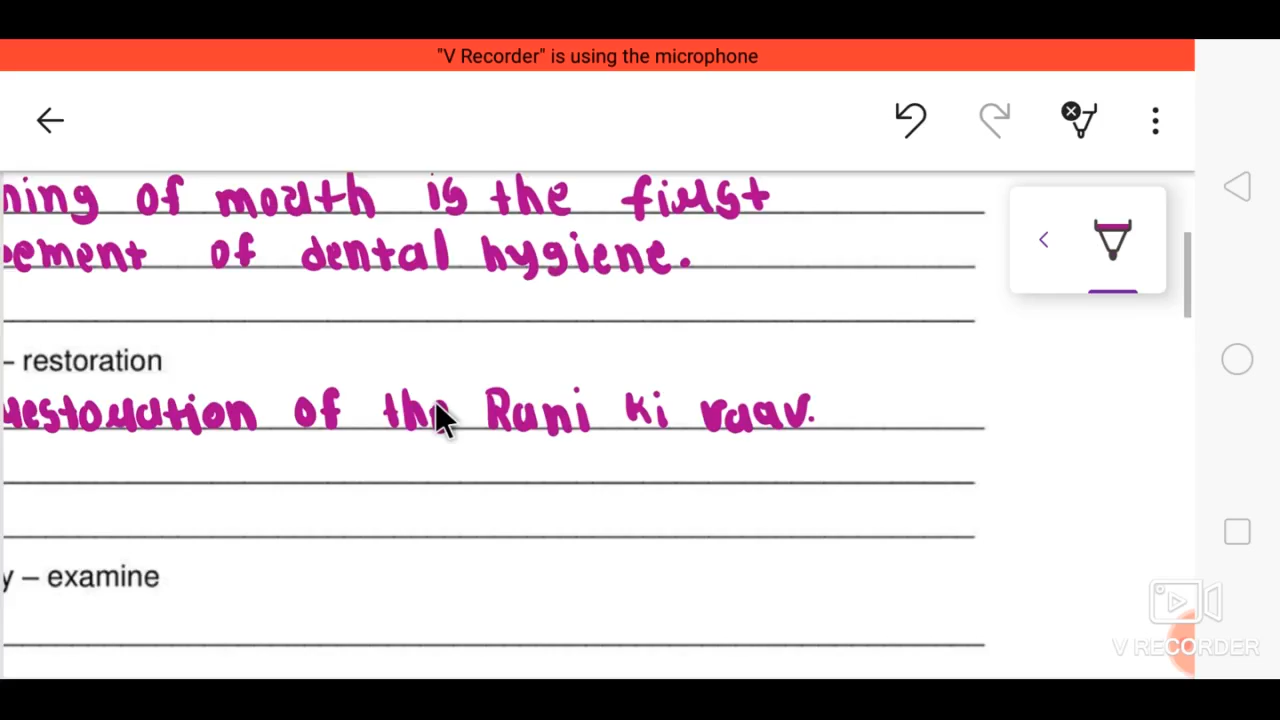 "V Recorder" is using the microphone
ning of mouth is the first
ement of dental hygiene.
– restoration
restoration of the Rani ki vaav.
y – examine
V RECORDER